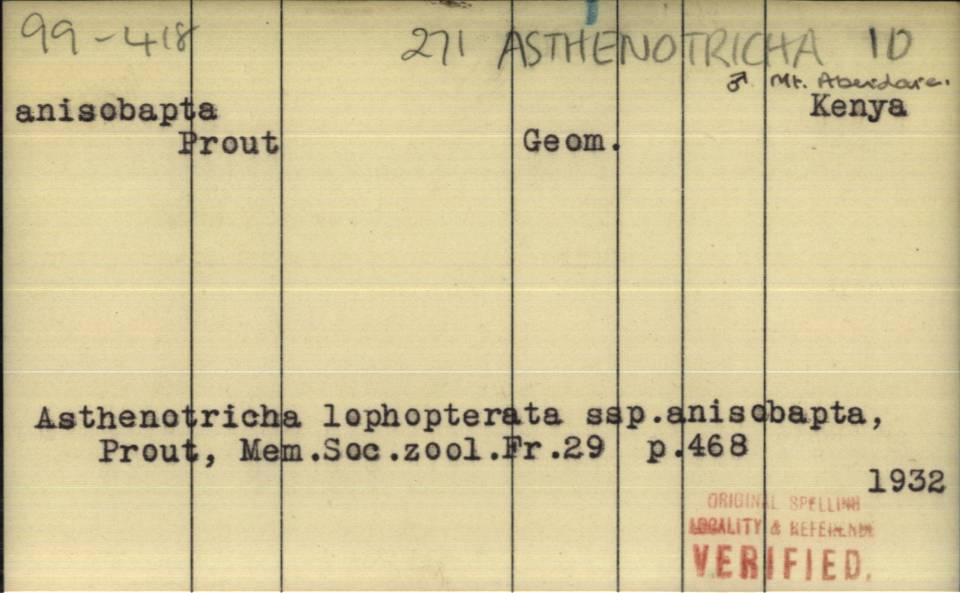 99-418 271 ASTHENOTRICHA 10
♂ Mt. Aberdare.
anisobapta Kenya
Prout Geom.
Asthenotricha lophopterata ssp.anisobapta,
Prout, Mem.Soc.zool.Fr.29 p.468
1932
ORIGINAL SPELLING
LOCALITY & REFERENCE
VERIFIED.